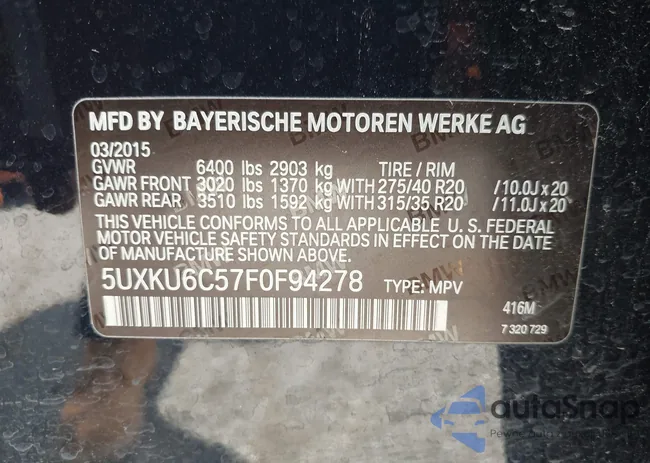 MFD BY BAYERISCHE MOTOREN WERKE AG
03/2015
GVWR 6400 lbs 2903 kg TIRE / RIM
GAWR FRONT 3020 lbs 1370 kg WITH 275/40 R20 / 10.0J x 20
GAWR REAR 3510 lbs 1592 kg WITH 315/35 R20 / 11.0J x 20
THIS VEHICLE CONFORMS TO ALL APPLICABLE U. S. FEDERAL
MOTOR VEHICLE SAFETY STANDARDS IN EFFECT ON THE DATE
OF MANUFACTURE SHOWN ABOVE.
5UXKU6C57F0F94278 TYPE: MPV
416M
7 320 729
autoSnap